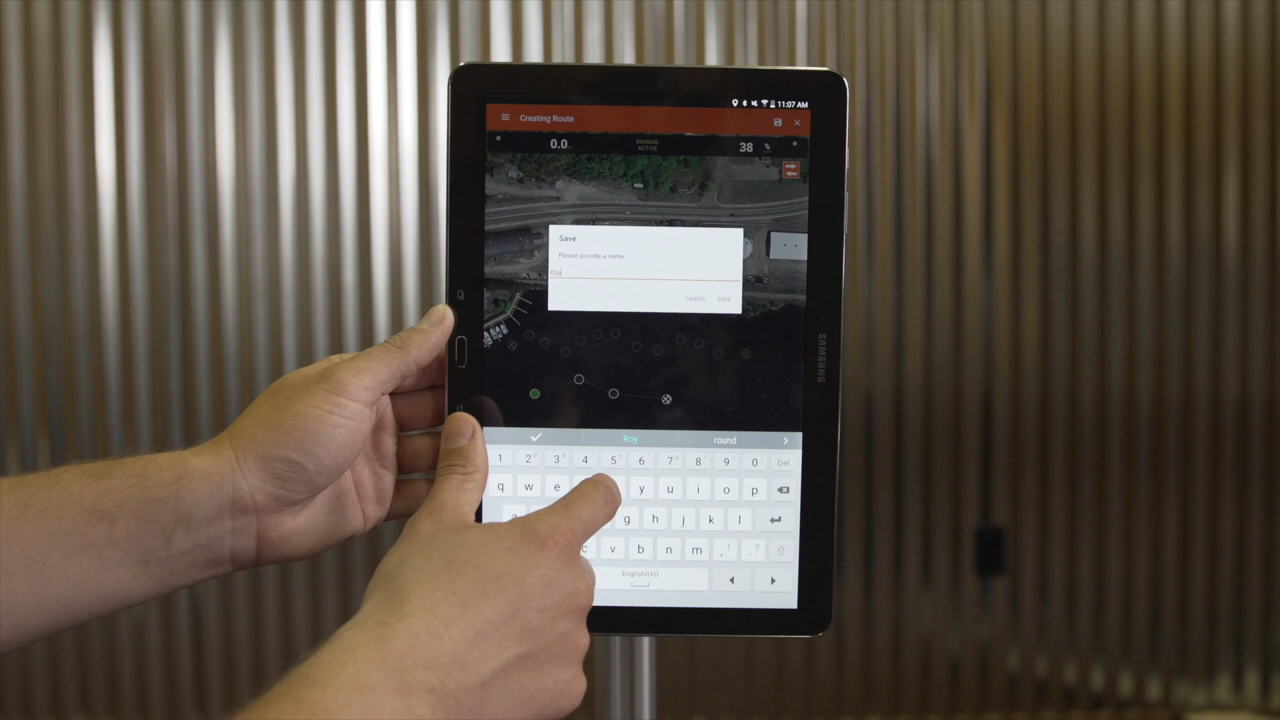 11:07 AM
Creating Route
0.0
MANUAL
ACTIVE
38 %
Save
Please provide a name
rou
CANCEL SAVE
SAMSUNG
Roy round
1 2 3 4 5 6 7 8 9 0 Del
q w e y u i o p
g h j k l
c v b n m , ! . ?
English(US)